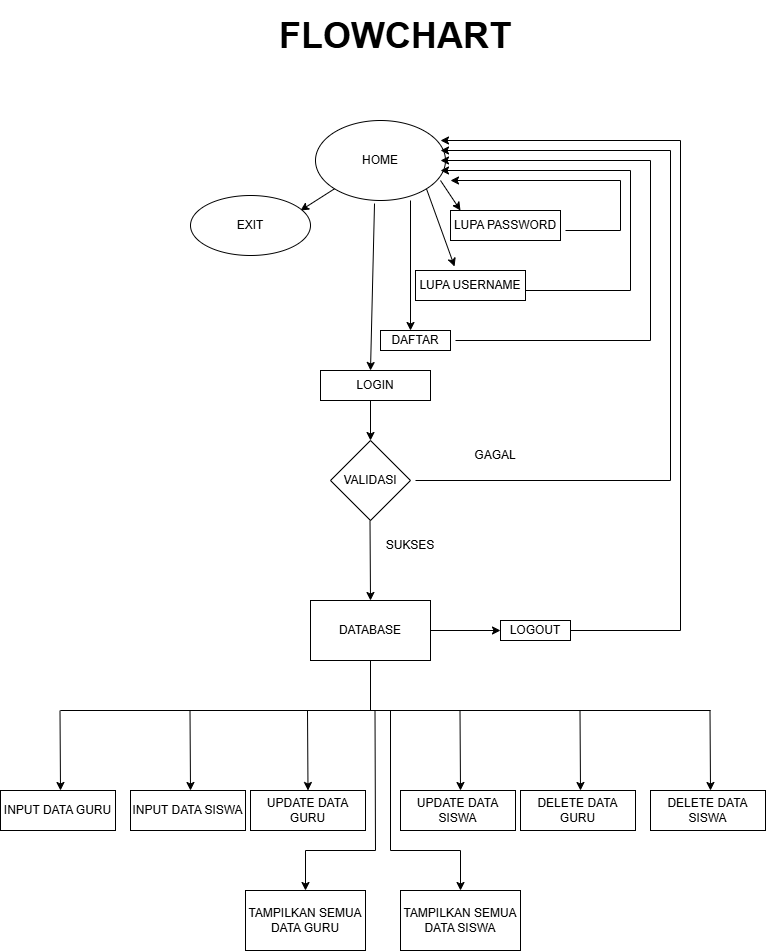 FLOWCHART
HOME
EXIT
LUPA PASSWORD
LUPA USERNAME
DAFTAR
LOGIN
GAGAL
VALIDASI
SUKSES
DATABASE
LOGOUT
INPUT DATA GURU
INPUT DATA SISWA
UPDATE DATA
GURU
UPDATE DATA
SISWA
DELETE DATA
GURU
DELETE DATA
SISWA
TAMPILKAN SEMUA
DATA GURU
TAMPILKAN SEMUA
DATA SISWA